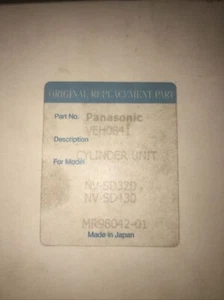 ORIGINAL REPLACEMENT PART
Part No. Panasonic
VEH0641
Description
CYLINDER UNIT
For Model
NV-SD320,
NV-SD430
MR96042-01
Made in Japan